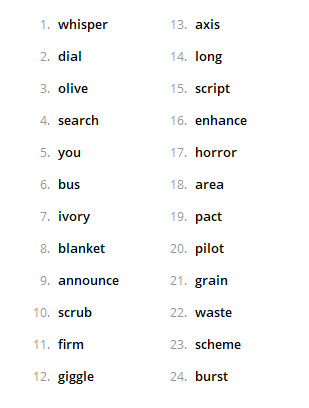 1. whisper
2. dial
3. olive
4. search
5. you
6. bus
7. ivory
8. blanket
9. announce
10. scrub
11. firm
12. giggle
13. axis
14. long
15. script
16. enhance
17. horror
18. area
19. pact
20. pilot
21. grain
22. waste
23. scheme
24. burst